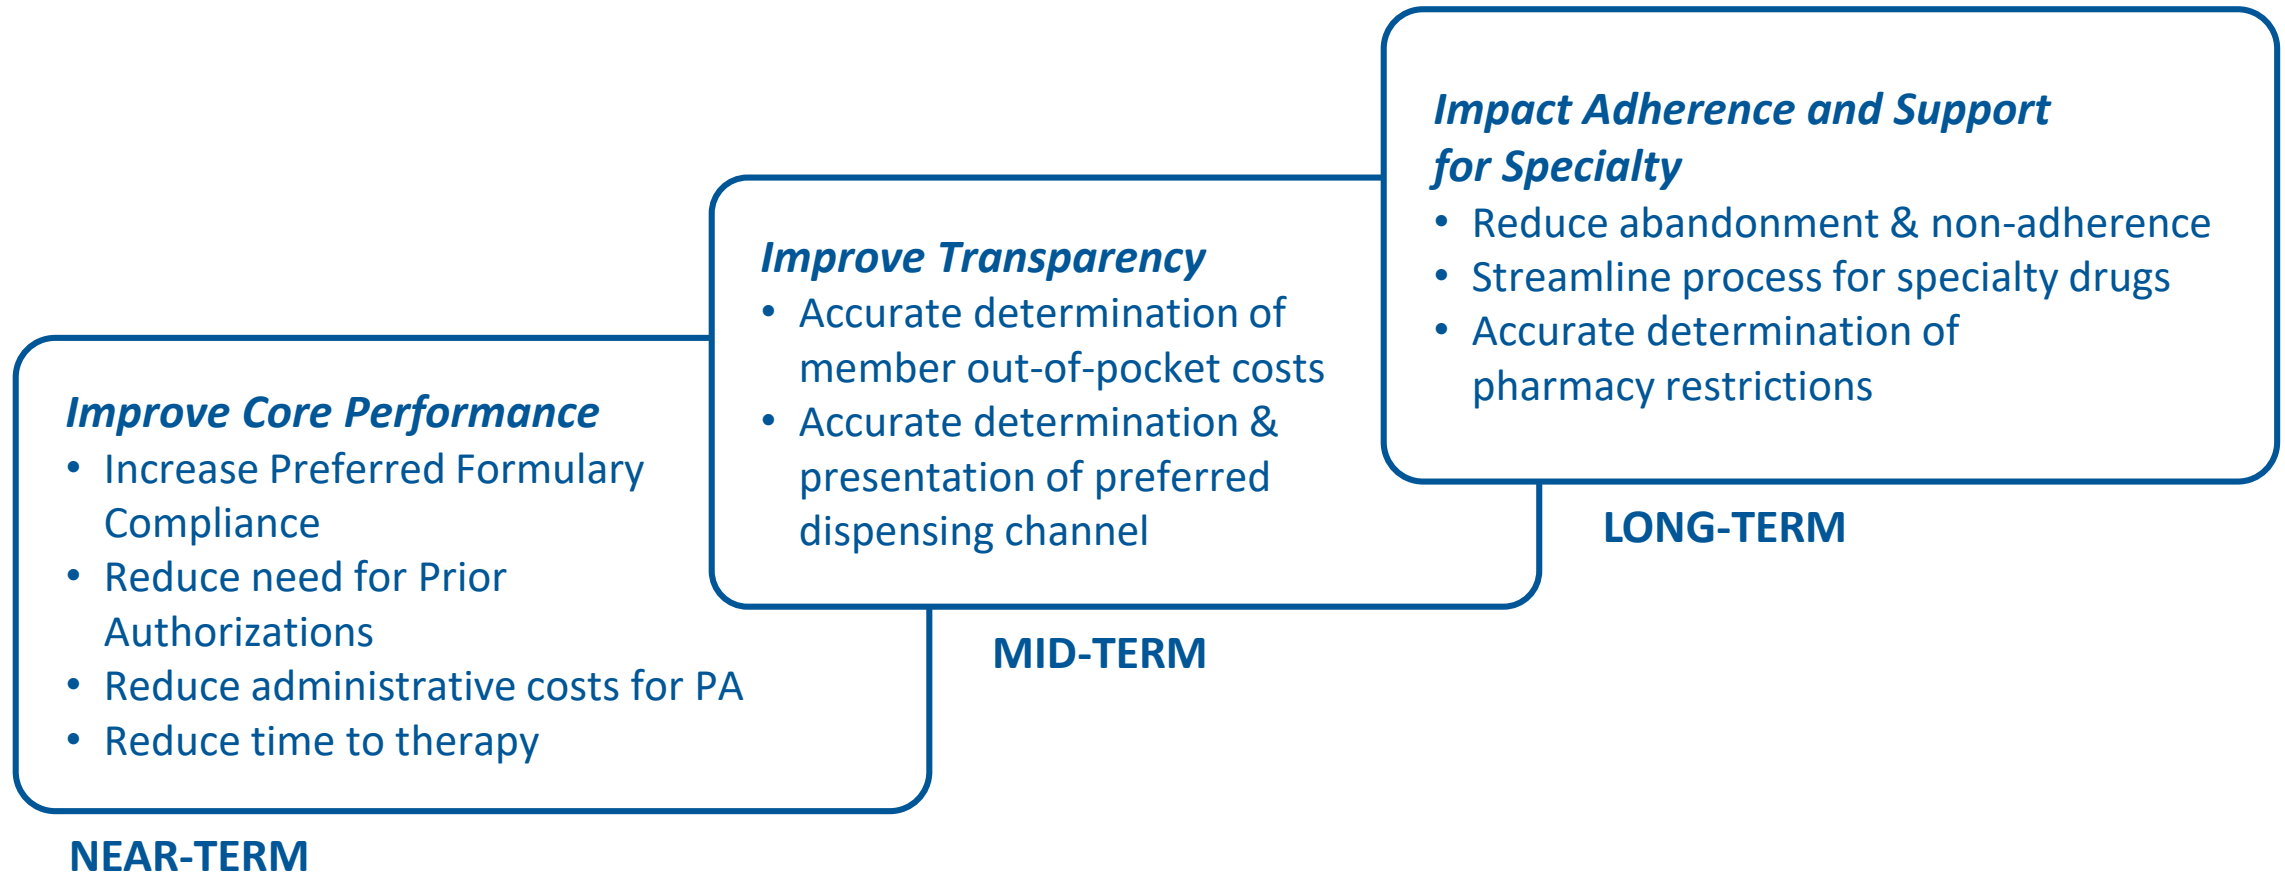 Improve Core Performance
• Increase Preferred Formulary
Compliance
• Reduce need for Prior
Authorizations
• Reduce administrative costs for PA
• Reduce time to therapy
NEAR-TERM
Improve Transparency
• Accurate determination of
member out-of-pocket costs
• Accurate determination &
presentation of preferred
dispensing channel
MID-TERM
Impact Adherence and Support
for Specialty
• Reduce abandonment & non-adherence
• Streamline process for specialty drugs
• Accurate determination of
pharmacy restrictions
LONG-TERM